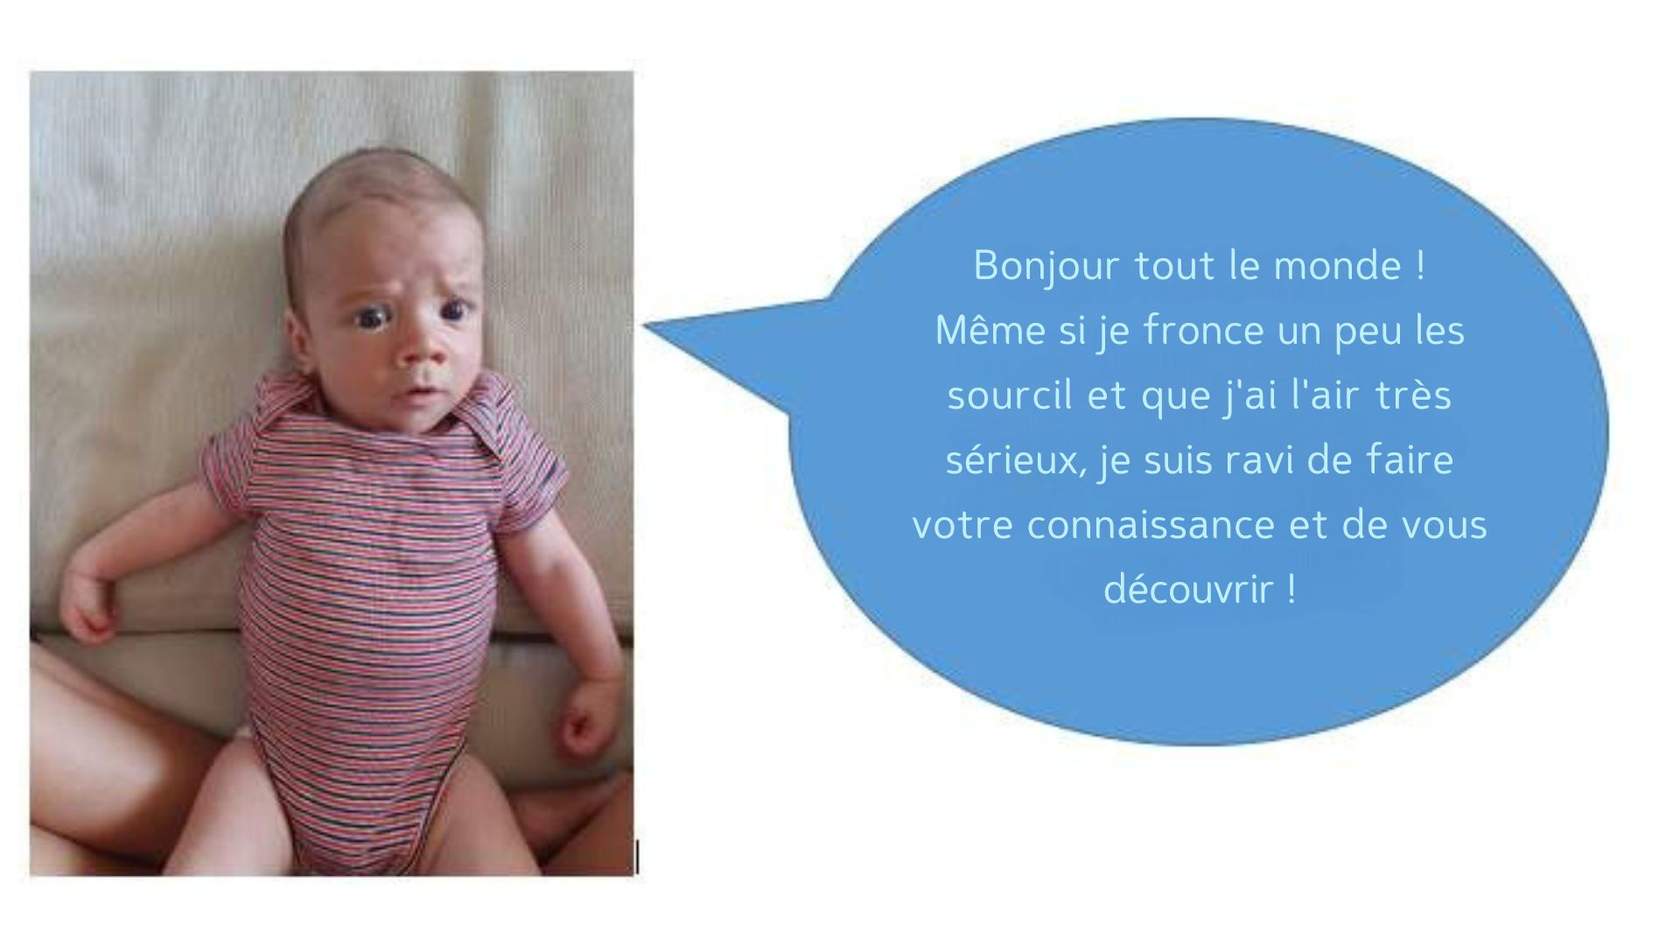 Bonjour tout le monde !
Même si je fronce un peu les
sourcil et que j'ai l'air très
sérieux, je suis ravi de faire
votre connaissance et de vous
découvrir !